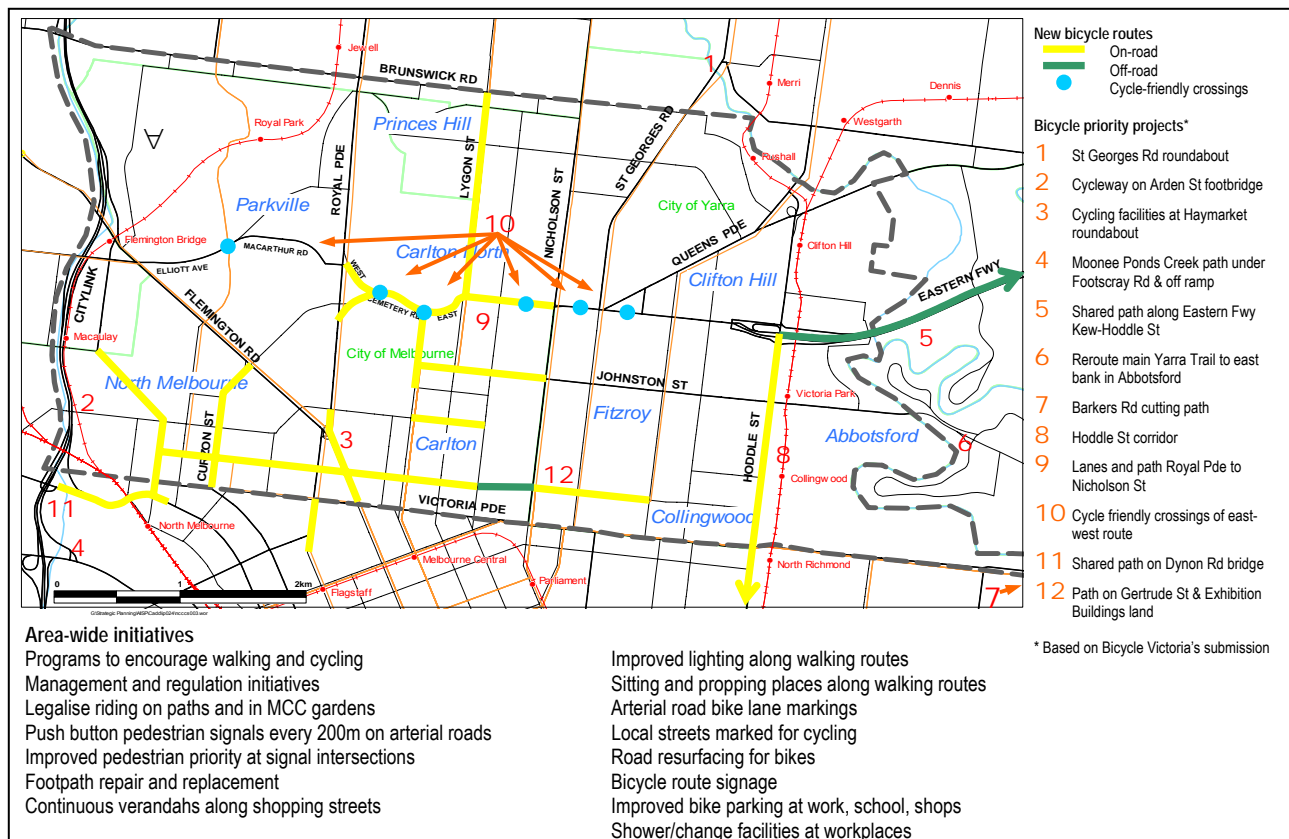 Jewell
BRUNSWICK RD
1
Merri
Dennis
Royal Park
Princes Hill
Westgarth
ROYAL PDE
LYGON ST
ST GEORGES RD
Rushall
NICHOLSON ST
City of Yarra
Parkville
10
QUEENS PDE
Flemington Bridge
MACARTHUR RD
Carlton North
Clifton Hill
Clifton Hill
ELLIOTT AVE
WEST
EASTERN FWY
CITYLINK
FLEMINGTON RD
CEMETERY RD
EAST
9
5
Macaulay
City of Melbourne
North Melbourne
JOHNSTON ST
Victoria Park
2
CURZON ST
Fitzroy
HODDLE ST
Abbotsford
3
Carlton
6
8
12
Collingwood
11
VICTORIA PDE
Collingwood
North Melbourne
4
Melbourne Central
North Richmond
0
1
2km
Flagstaff
Parliament
7
New bicycle routes
On-road
Off-road
Cycle-friendly crossings
Bicycle priority projects*
1 St Georges Rd roundabout
2 Cycleway on Arden St footbridge
3 Cycling facilities at Haymarket
roundabout
4 Moonee Ponds Creek path under
Footscray Rd & off ramp
5 Shared path along Eastern Fwy
Kew-Hoddle St
6 Reroute main Yarra Trail to east
bank in Abbotsford
7 Barkers Rd cutting path
8 Hoddle St corridor
9 Lanes and path Royal Pde to
Nicholson St
10 Cycle friendly crossings of east-
west route
11 Shared path on Dynon Rd bridge
12 Path on Gertrude St & Exhibition
Buildings land
* Based on Bicycle Victoria's submission
Area-wide initiatives
Programs to encourage walking and cycling
Management and regulation initiatives
Legalise riding on paths and in MCC gardens
Push button pedestrian signals every 200m on arterial roads
Improved pedestrian priority at signal intersections
Footpath repair and replacement
Continuous verandahs along shopping streets
Improved lighting along walking routes
Sitting and propping places along walking routes
Arterial road bike lane markings
Local streets marked for cycling
Road resurfacing for bikes
Bicycle route signage
Improved bike parking at work, school, shops
Shower/change facilities at workplaces